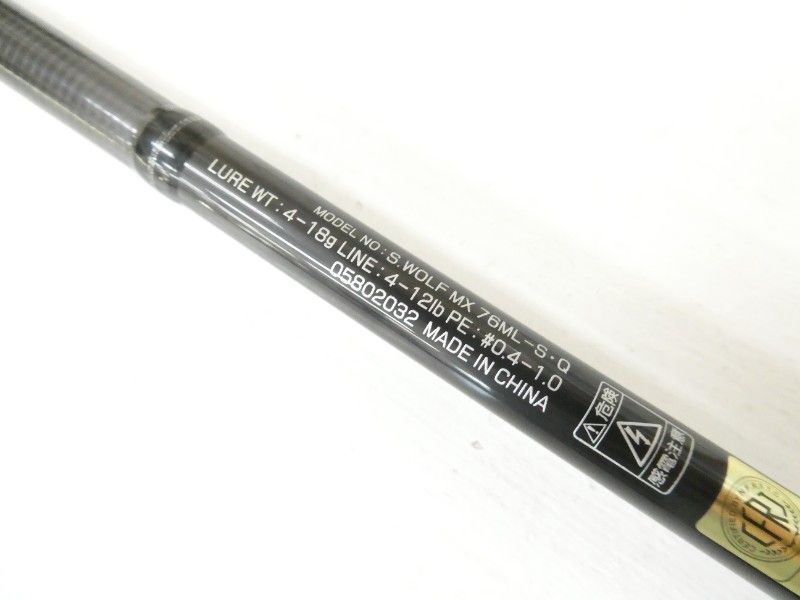 MODEL NO : S.WOLF MX 76ML-S・Q
LURE WT : 4-18g LINE : 4-12lb PE : #0.4-1.0
05802032 MADE IN CHINA
危険
感電注意
CERTIFIED